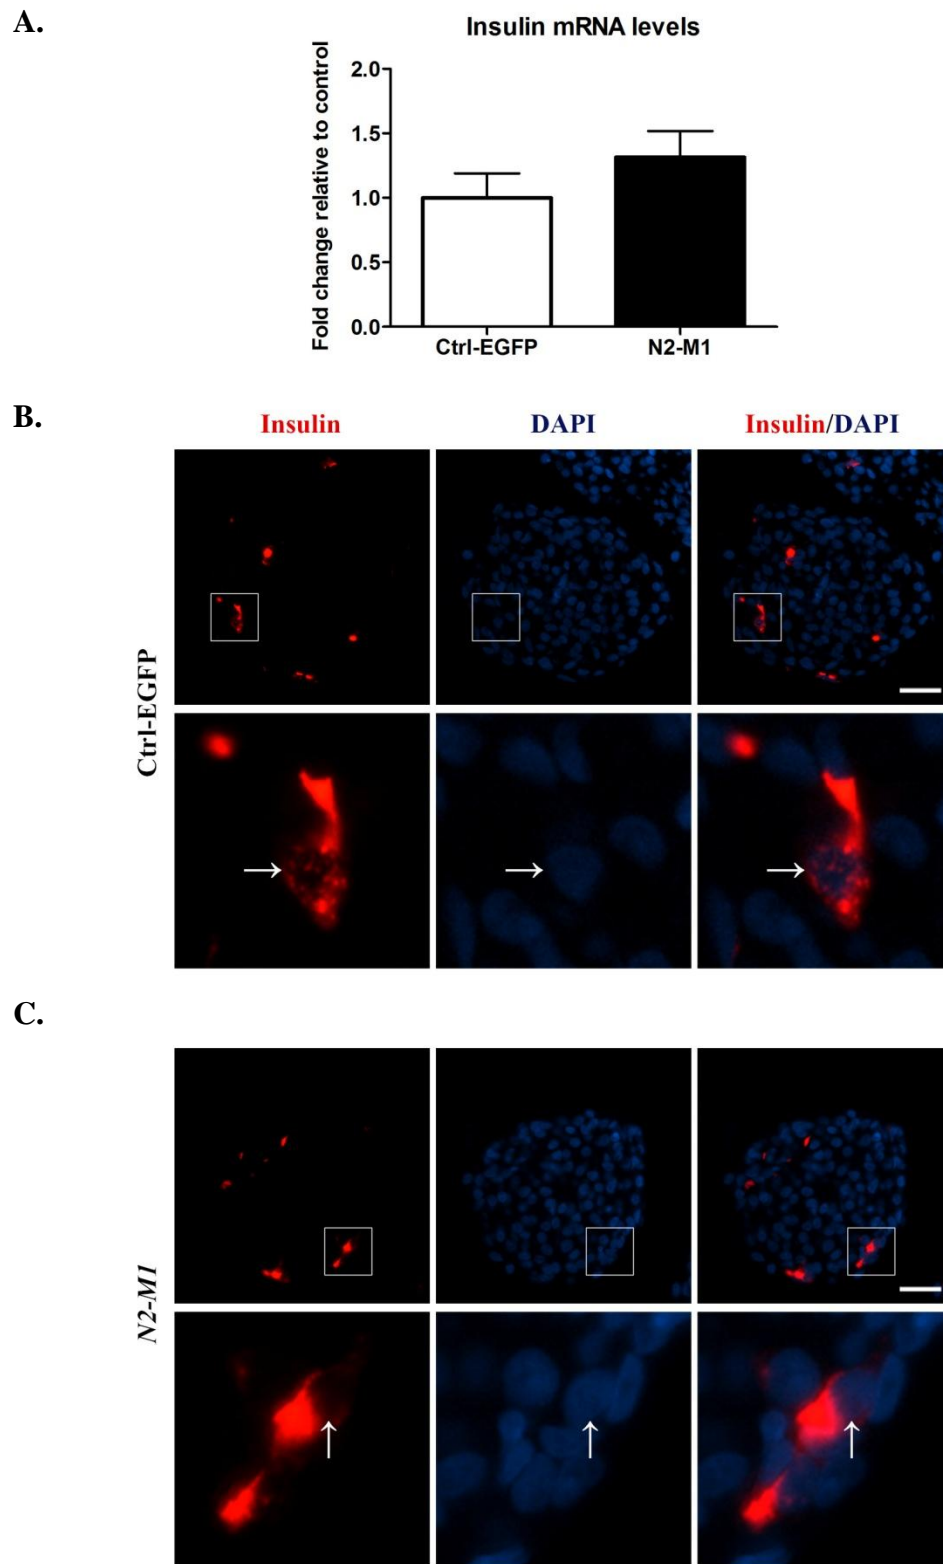 A.
Insulin mRNA levels
Fold change relative to control
2.0
1.5
1.0
0.5
0.0
Ctrl-EGFP N2-M1
B.
Insulin DAPI Insulin/DAPI
Ctrl-EGFP
C.
N2-M1